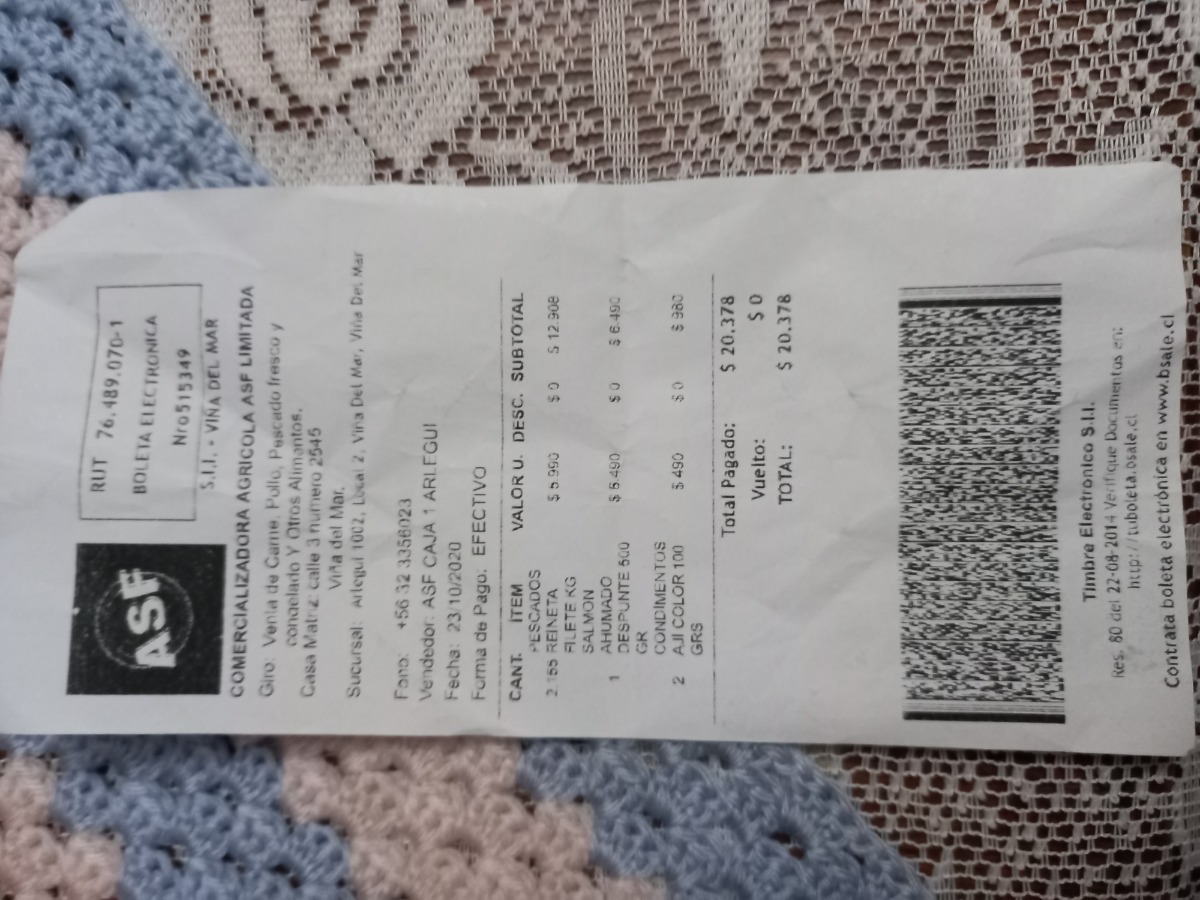 ASF
RUT 76.489.070-1
BOLETA ELECTRONICA
Nro515349
S.I.I. - VIÑA DEL MAR
COMERCIALIZADORA AGRICOLA ASF LIMITADA
Giro: Venta de Carne, Pollo, Pescado fresco y
congelado Y Otros Alimantos.
Casa Matriz: calle 3 numero 2545
Viña del Mar.
Sucursal: Arlegui 1002, Local 2, Viña Del Mar, Viña Del Mar
Fono: +56 32 3356023
Vendedor: ASF CAJA 1 ARLEGUI
Fecha: 23/10/2020
Forma de Pago: EFECTIVO
CANT. ITEM VALOR U. DESC. SUBTOTAL
PESCADOS
2.155 REINETA $ 5.990 $ 0 $ 12.908
FILETE KG
SALMON
AHUMADO
1 DESPUNTE 500 $ 6.490 $ 0 $ 6.490
GR
CONDIMENTOS
2 AJI COLOR 100 $ 490 $ 0 $ 980
GRS
Total Pagado: $ 20.378
Vuelto: $ 0
TOTAL: $ 20.378
Timbre Electronico S.I.I.
Res. 80 del 22-08-2014 Verifique Documentos en:
http://tuboleta.bsale.cl
Contrata boleta electrónica en www.bsale.cl